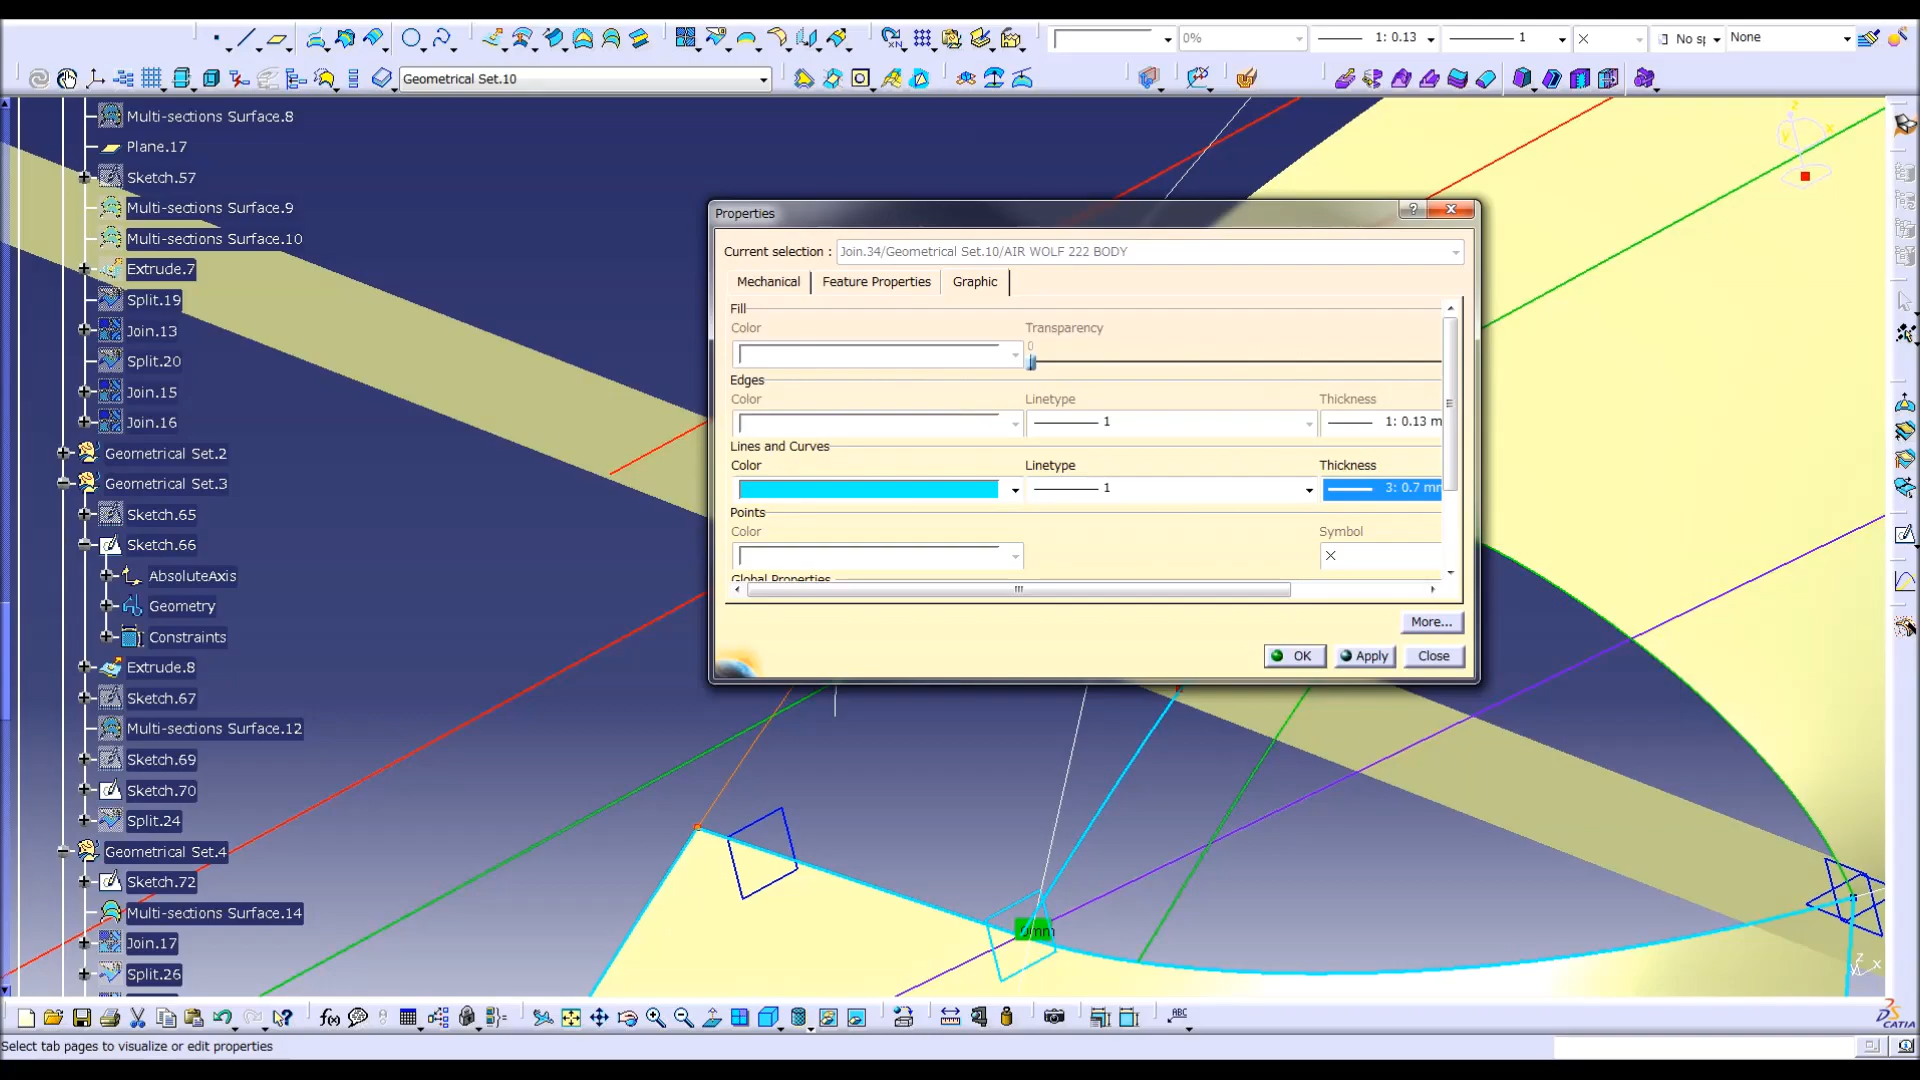 0%
1: 0.13
1
No s
None
Geometrical Set.10
Multi-sections Surface.8
Plane.17
Sketch.57
Multi-sections Surface.9
Multi-sections Surface.10
Extrude.7
Split.19
Join.13
Split.20
Join.15
Join.16
Geometrical Set.2
Geometrical Set.3
Sketch.65
Sketch.66
AbsoluteAxis
Geometry
Constraints
Extrude.8
Sketch.67
Multi-sections Surface.12
Sketch.69
Sketch.70
Split.24
Geometrical Set.4
Sketch.72
Multi-sections Surface.14
Join.17
Split.26
Properties
?
Current selection : Join.34/Geometrical Set.10/AIR WOLF 222 BODY
Mechanical Feature Properties Graphic
Fill
Color Transparency
0
Edges
Color Linetype Thickness
1 1: 0.13 m
Lines and Curves
Color Linetype Thickness
1 3: 0.7 mm
Points
Color Symbol
Global Properties
More...
OK Apply Close
0mm
z
x
y
z x
f(x)
ABC
CATIA
Select tab pages to visualize or edit properties